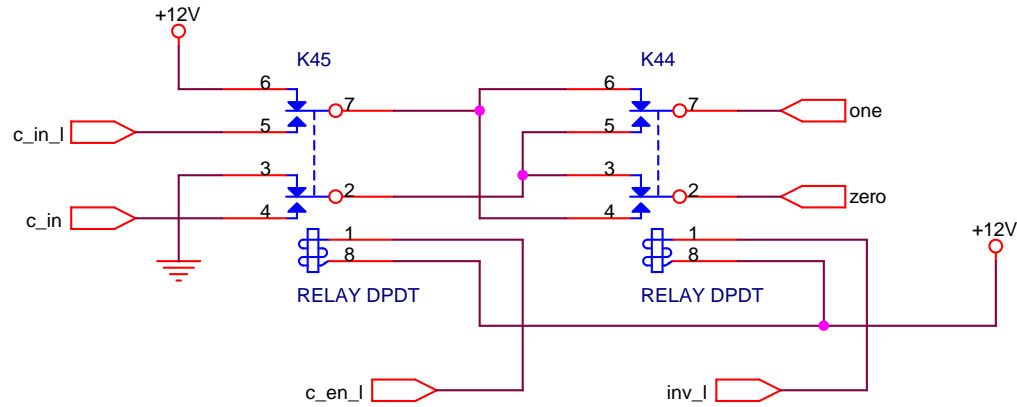 +12V
K45
K44
6
7
5
c_in_l
3
2
4
c_in
1
8
RELAY DPDT
6
7
5
one
3
2
4
zero
1
8
RELAY DPDT
+12V
c_en_l
inv_l